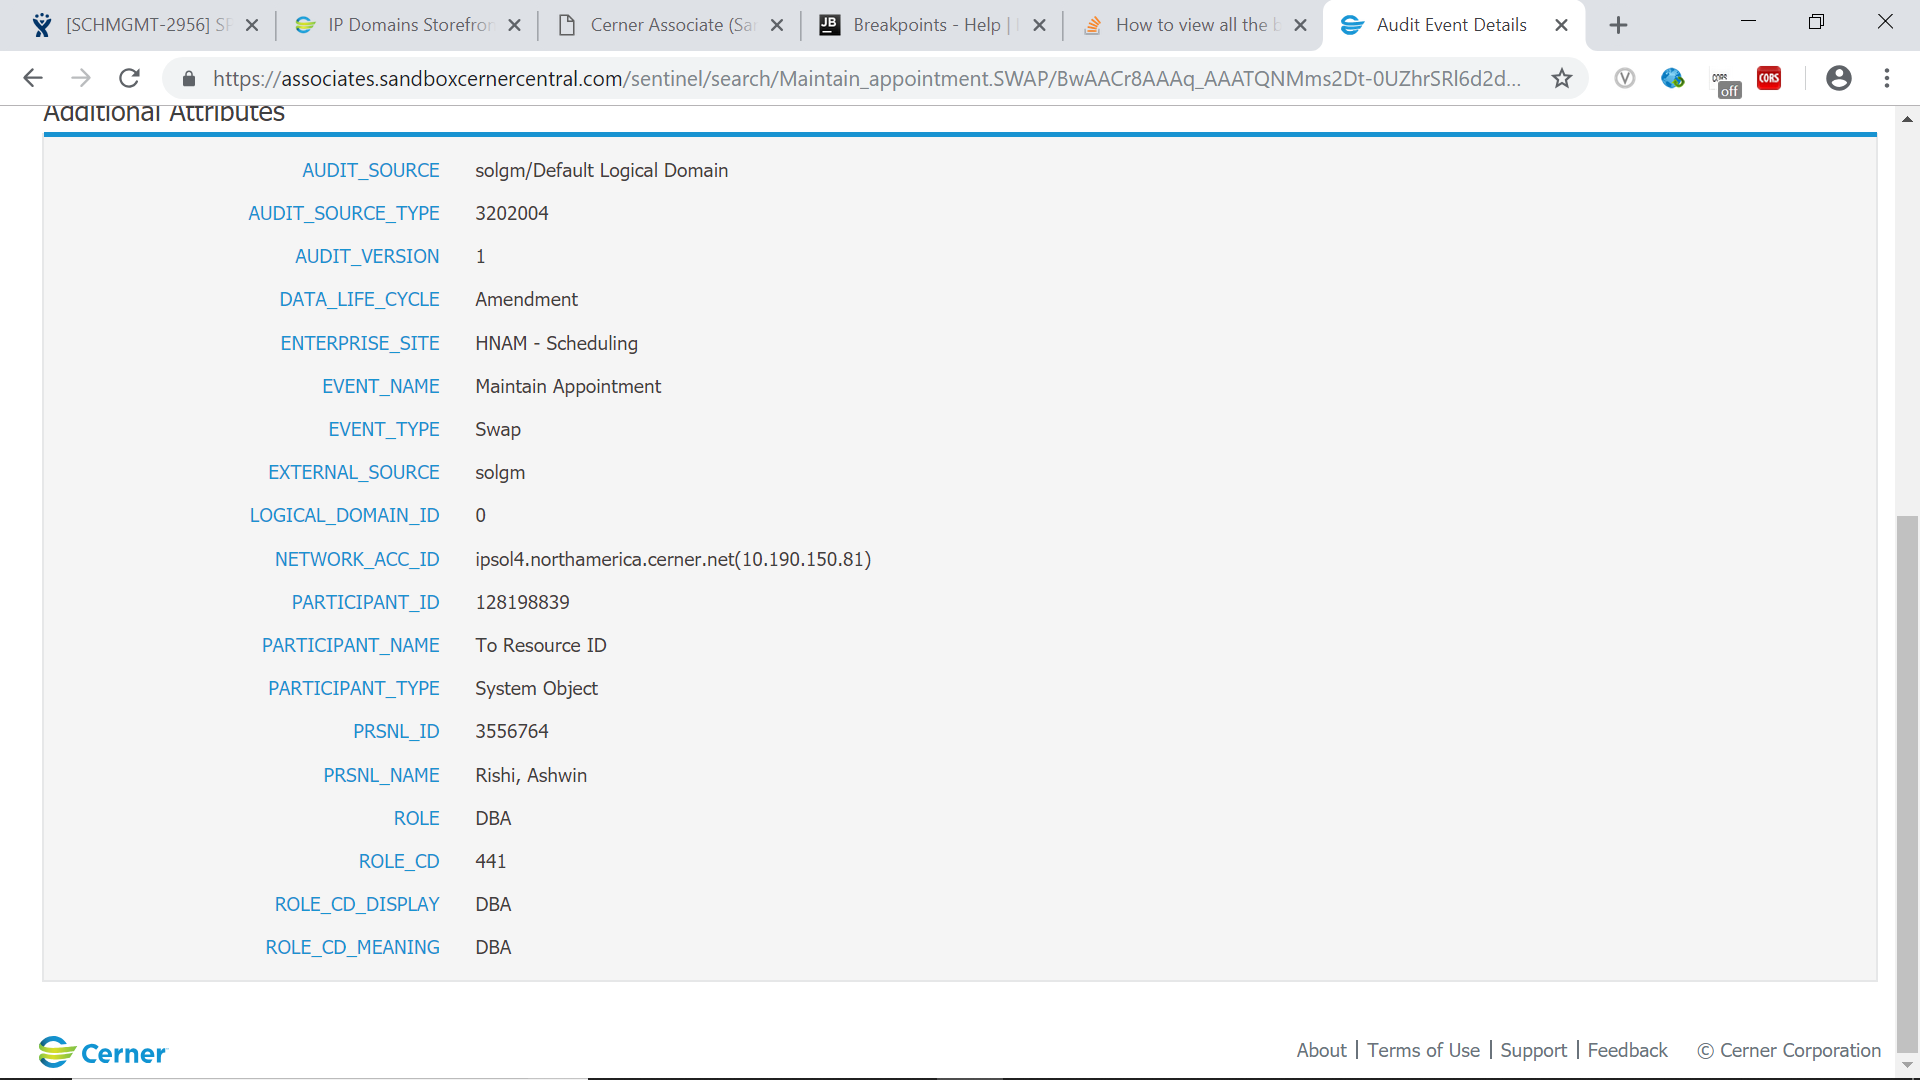 [SCHMGMT-2956] SF
IP Domains Storefron
Cerner Associate (Sar
Breakpoints - Help |
How to view all the b
Audit Event Details
https://associates.sandboxcernercentral.com/sentinel/search/Maintain_appointment.SWAP/BwAACr8AAAq_AAATQNMms2Dt-0UZhrSRl6d2d...
off
CORS
Additional Attributes
AUDIT_SOURCE solgm/Default Logical Domain
AUDIT_SOURCE_TYPE 3202004
AUDIT_VERSION 1
DATA_LIFE_CYCLE Amendment
ENTERPRISE_SITE HNAM - Scheduling
EVENT_NAME Maintain Appointment
EVENT_TYPE Swap
EXTERNAL_SOURCE solgm
LOGICAL_DOMAIN_ID 0
NETWORK_ACC_ID ipsol4.northamerica.cerner.net(10.190.150.81)
PARTICIPANT_ID 128198839
PARTICIPANT_NAME To Resource ID
PARTICIPANT_TYPE System Object
PRSNL_ID 3556764
PRSNL_NAME Rishi, Ashwin
ROLE DBA
ROLE_CD 441
ROLE_CD_DISPLAY DBA
ROLE_CD_MEANING DBA
Cerner
About | Terms of Use | Support | Feedback © Cerner Corporation